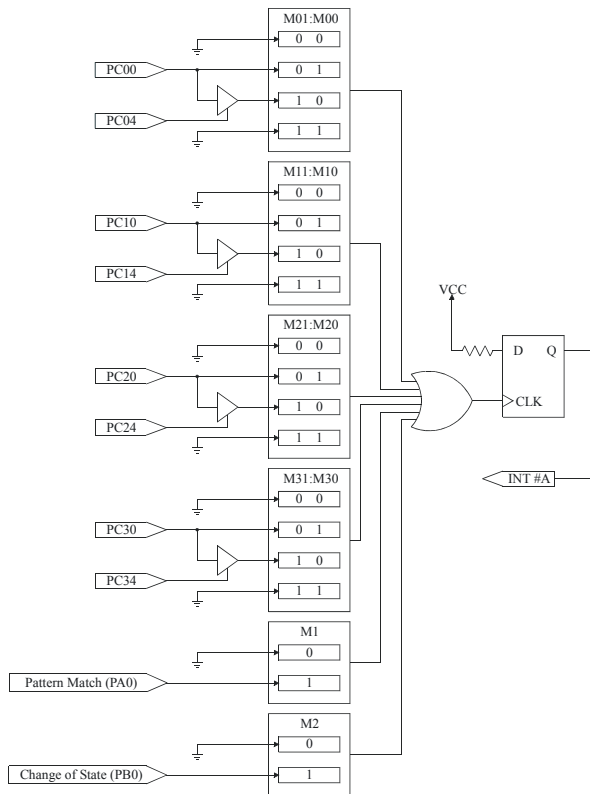 M01:M00
0 0
PC00
0 1
1 0
PC04
1 1
M11:M10
0 0
PC10
0 1
1 0
PC14
1 1
M21:M20
0 0
PC20
0 1
1 0
PC24
1 1
M31:M30
0 0
PC30
0 1
1 0
PC34
1 1
M1
0
Pattern Match (PA0)
1
M2
0
Change of State (PB0)
1
VCC
D Q
CLK
INT #A